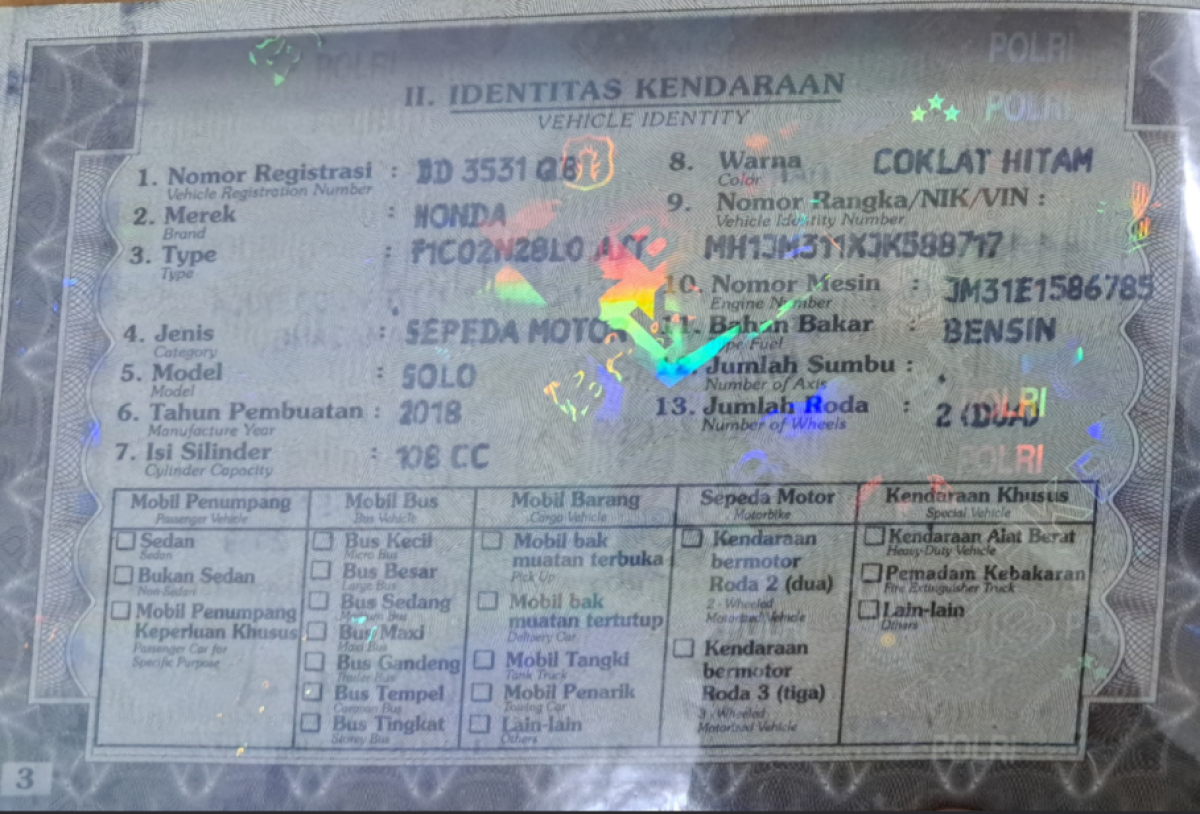 II. IDENTITAS KENDARAAN
VEHICLE IDENTITY
1. Nomor Registrasi : BD 3531 QB
Vehicle Registration Number
2. Merek : HONDA
Brand
3. Type :
Type
4. Jenis : SEPEDA MOTOR
Category
5. Model : SOLO
Model
6. Tahun Pembuatan : 2018
Manufacture Year
7. Isi Silinder : 108 CC
Cylinder Capacity
8. Warna COKLAT HITAM
Color
9. Nomor Rangka/NIK/VIN :
Vehicle Identity Number
MH1JM311XJK588717
10. Nomor Mesin : JM31E1586785
Engine Number
11. Bahan Bakar : BENSIN
Type Fuel
Jumlah Sumbu :
Number of Axis
13. Jumlah Roda : 2 (DUA)
Number of Wheels
Mobil Penumpang
Passenger Vehicle
Sedan
Sedan
Bukan Sedan
Non-Sedan
Mobil Penumpang
Keperluan Khusus
Passenger Car for
Specific Purpose
Mobil Bus
Bus Vehicle
Bus Kecil
Micro Bus
Bus Besar
Large Bus
Bus Sedang
Medium Bus
Bus Maxi
Maxi Bus
Bus Gandeng
Trailer Bus
Bus Tempel
Caravan Bus
Bus Tingkat
Storey Bus
Mobil Barang
Cargo Vehicle
Mobil bak
muatan terbuka
Pick Up
Mobil bak
muatan tertutup
Delivery Car
Mobil Tangki
Tank Truck
Mobil Penarik
Towing Car
Lain-lain
Others
Sepeda Motor
Motorbike
Kendaraan
bermotor
Roda 2 (dua)
2 - Wheeled
Motorized Vehicle
Kendaraan
bermotor
Roda 3 (tiga)
3 - Wheeled
Motorized Vehicle
Kendaraan Khusus
Special Vehicle
Kendaraan Alat Berat
Heavy-Duty Vehicle
Pemadam Kebakaran
Fire Extinguisher Truck
Lain-lain
Others
POLRI
POLRI
POLRI
POLRI
POLRI
POLRI
3